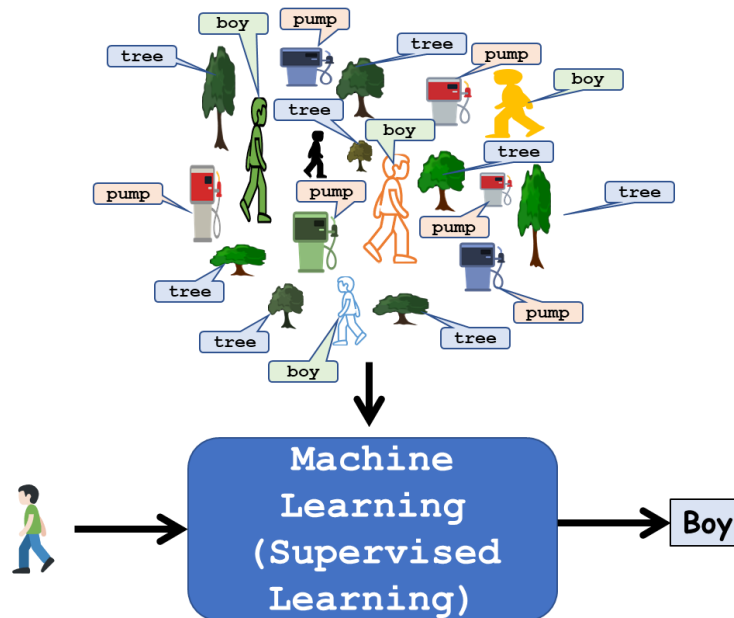 pump
boy
tree
tree
pump
boy
tree
boy
tree
tree
pump
pump
pump
tree
pump
tree
tree
boy
Machine
Learning
(Supervised
Learning)
Boy